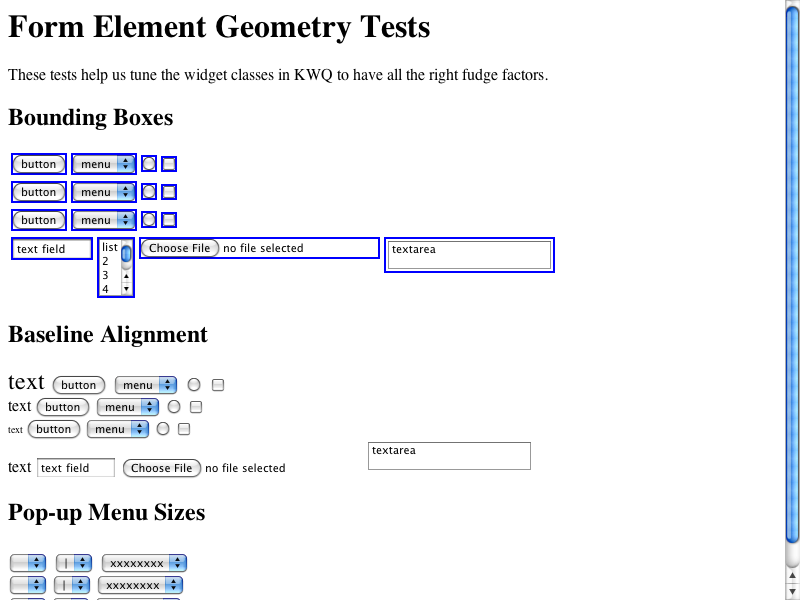 Form Element Geometry Tests
These tests help us tune the widget classes in KWQ to have all the right fudge factors.
Bounding Boxes
button menu
button menu
button menu
text field list Choose File no file selected textarea
2
3
4
Baseline Alignment
text button menu
text button menu
text button menu
textarea
text text field Choose File no file selected
Pop-up Menu Sizes
| xxxxxxxx
| xxxxxxxx